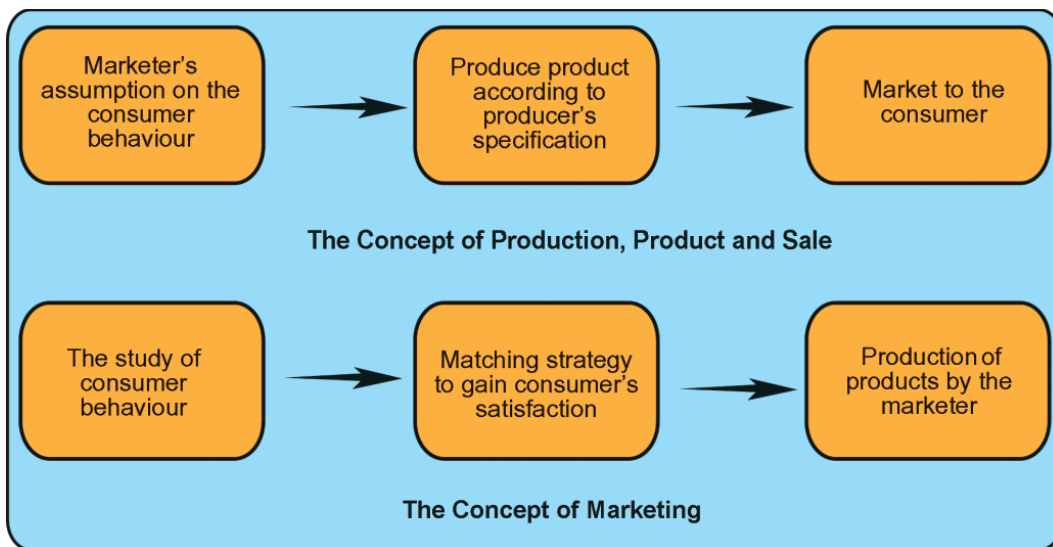 Marketer's
assumption on the
consumer
behaviour
Produce product
according to
producer's
specification
Market to the
consumer
The Concept of Production, Product and Sale
The study of
consumer
behaviour
Matching strategy
to gain consumer's
satisfaction
Production of
products by the
marketer
The Concept of Marketing